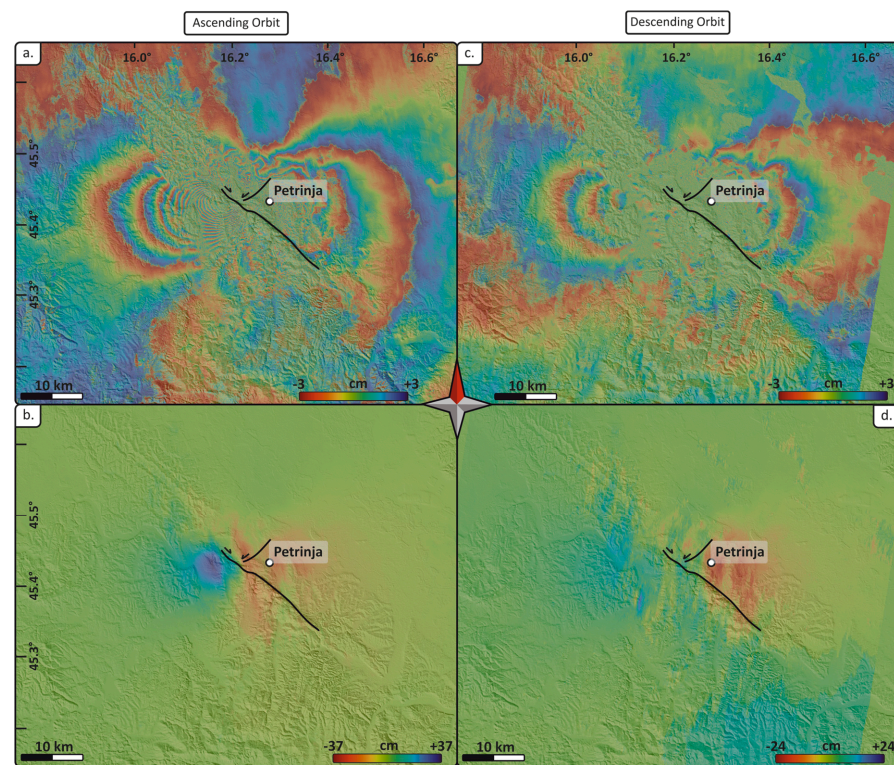 Ascending Orbit
Descending Orbit
a.
16.0°
16.2°
16.4°
16.6°
45.5°
45.4°
45.3°
Petrinja
10 km
-3 cm +3
c.
16.0°
16.2°
16.4°
16.6°
Petrinja
10 km
-3 cm +3
b.
45.5°
45.4°
45.3°
Petrinja
10 km
-37 cm +37
d.
Petrinja
10 km
-24 cm +24